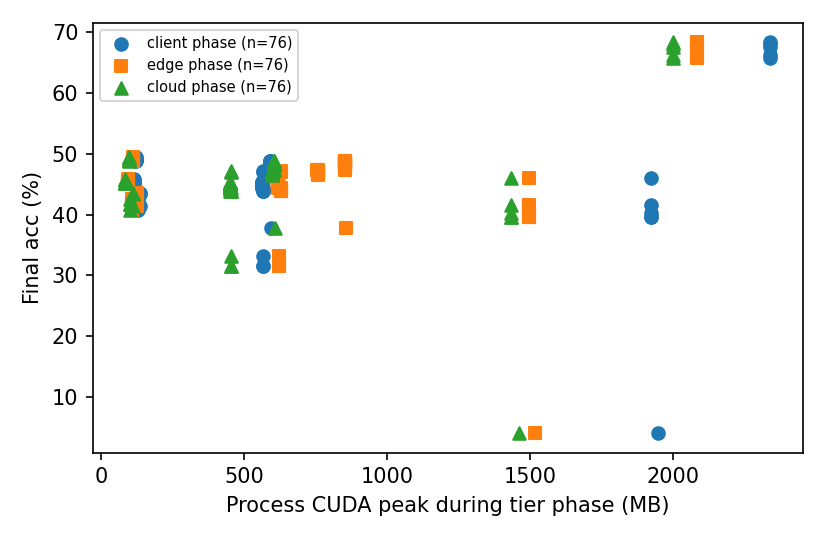 client phase (n=76)
edge phase (n=76)
cloud phase (n=76)
70
60
50
40
30
20
10
Final acc (%)
0
500
1000
1500
2000
Process CUDA peak during tier phase (MB)